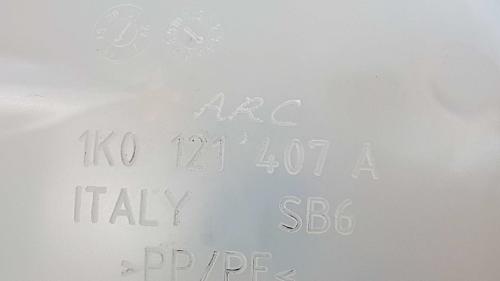 ARC
1K0 121 407 A
ITALY SB6
>PP/PE<